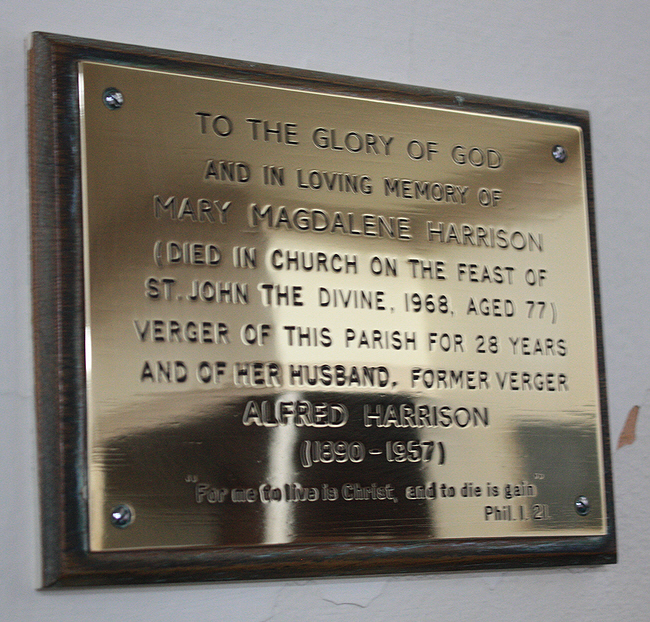 TO THE GLORY OF GOD
AND IN LOVING MEMORY OF
MARY MAGDALENE HARRISON
(DIED IN CHURCH ON THE FEAST OF
ST. JOHN THE DIVINE, 1968, AGED 77)
VERGER OF THIS PARISH FOR 28 YEARS
AND OF HER HUSBAND, FORMER VERGER
ALFRED HARRISON
(1890-1957)
"For me to live is Christ, and to die is gain"
Phil. 1. 21.